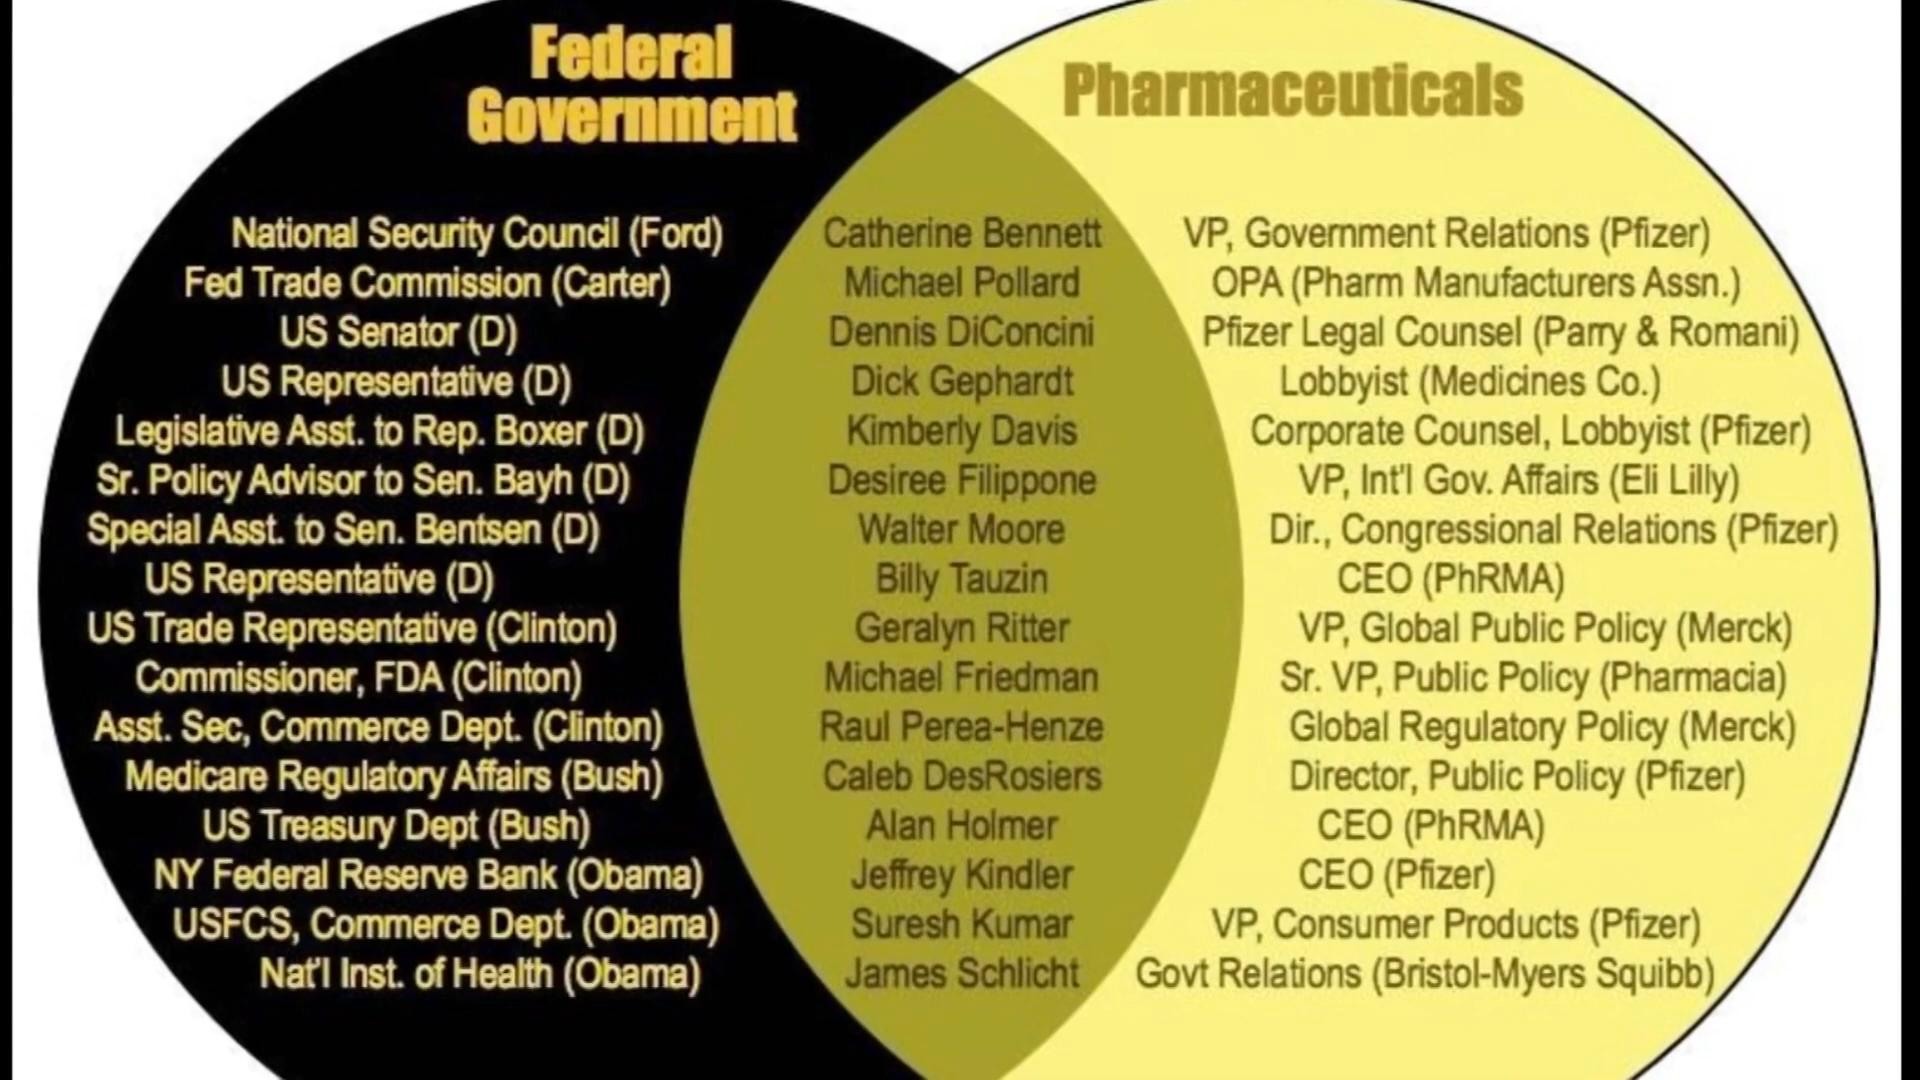 Federal
Government
Pharmaceuticals
National Security Council (Ford) Catherine Bennett VP, Government Relations (Pfizer)
Fed Trade Commission (Carter) Michael Pollard OPA (Pharm Manufacturers Assn.)
US Senator (D) Dennis DiConcini Pfizer Legal Counsel (Parry & Romani)
US Representative (D) Dick Gephardt Lobbyist (Medicines Co.)
Legislative Asst. to Rep. Boxer (D) Kimberly Davis Corporate Counsel, Lobbyist (Pfizer)
Sr. Policy Advisor to Sen. Bayh (D) Desiree Filippone VP, Int'l Gov. Affairs (Eli Lilly)
Special Asst. to Sen. Bentsen (D) Walter Moore Dir., Congressional Relations (Pfizer)
US Representative (D) Billy Tauzin CEO (PhRMA)
US Trade Representative (Clinton) Geralyn Ritter VP, Global Public Policy (Merck)
Commissioner, FDA (Clinton) Michael Friedman Sr. VP, Public Policy (Pharmacia)
Asst. Sec, Commerce Dept. (Clinton) Raul Perea-Henze Global Regulatory Policy (Merck)
Medicare Regulatory Affairs (Bush) Caleb DesRosiers Director, Public Policy (Pfizer)
US Treasury Dept (Bush) Alan Holmer CEO (PhRMA)
NY Federal Reserve Bank (Obama) Jeffrey Kindler CEO (Pfizer)
USFCS, Commerce Dept. (Obama) Suresh Kumar VP, Consumer Products (Pfizer)
Nat'l Inst. of Health (Obama) James Schlicht Govt Relations (Bristol-Myers Squibb)